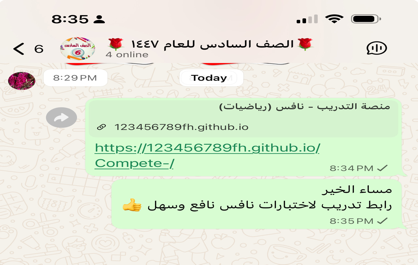 8:35
6
الصف السادس للعام ١٤٤٧
4 online
8:29 PM
Today
منصة التدريب - نافس (رياضيات)
123456789fh.github.io
https://123456789fh.github.io/
Compete-/
8:34 PM
مساء الخير
رابط تدريب لاختبارات نافس نافع وسهل 👍
8:35 PM